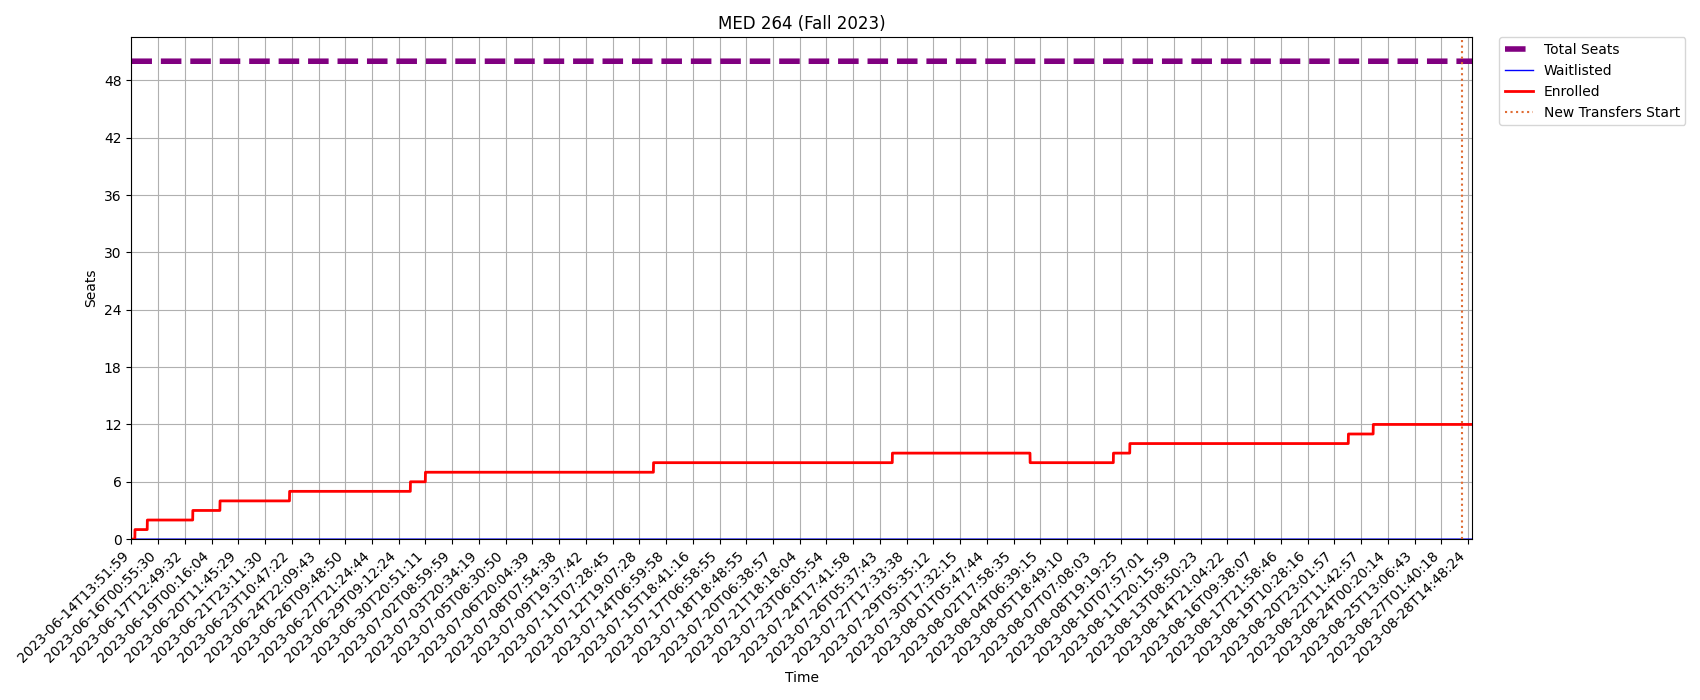 MED 264 (Fall 2023)
Total Seats
Waitlisted
Enrolled
New Transfers Start
Seats
48
42
36
30
24
18
12
6
0
2023-06-14T13:51:59
2023-06-16T00:55:30
2023-06-17T12:49:32
2023-06-19T00:16:04
2023-06-20T11:45:29
2023-06-21T23:11:30
2023-06-23T10:47:22
2023-06-24T22:09:43
2023-06-26T09:48:50
2023-06-27T21:24:44
2023-06-29T09:12:24
2023-06-30T20:51:11
2023-07-02T08:59:59
2023-07-03T20:34:19
2023-07-05T08:30:50
2023-07-06T20:04:39
2023-07-08T07:54:38
2023-07-09T19:37:42
2023-07-11T07:28:45
2023-07-12T19:07:28
2023-07-14T06:59:58
2023-07-15T18:41:16
2023-07-17T06:58:55
2023-07-18T18:48:55
2023-07-20T06:38:57
2023-07-21T18:18:04
2023-07-23T06:05:54
2023-07-24T17:41:58
2023-07-26T05:37:43
2023-07-27T17:33:38
2023-07-29T05:35:12
2023-07-30T17:32:15
2023-08-01T05:47:44
2023-08-02T17:58:35
2023-08-04T06:39:15
2023-08-05T18:49:10
2023-08-07T07:08:03
2023-08-08T19:19:25
2023-08-10T07:57:01
2023-08-11T20:15:59
2023-08-13T08:50:23
2023-08-14T21:04:22
2023-08-16T09:38:07
2023-08-17T21:58:46
2023-08-19T10:28:16
2023-08-20T23:01:57
2023-08-22T11:42:57
2023-08-24T00:20:14
2023-08-25T13:06:43
2023-08-27T01:40:18
2023-08-28T14:48:24
Time